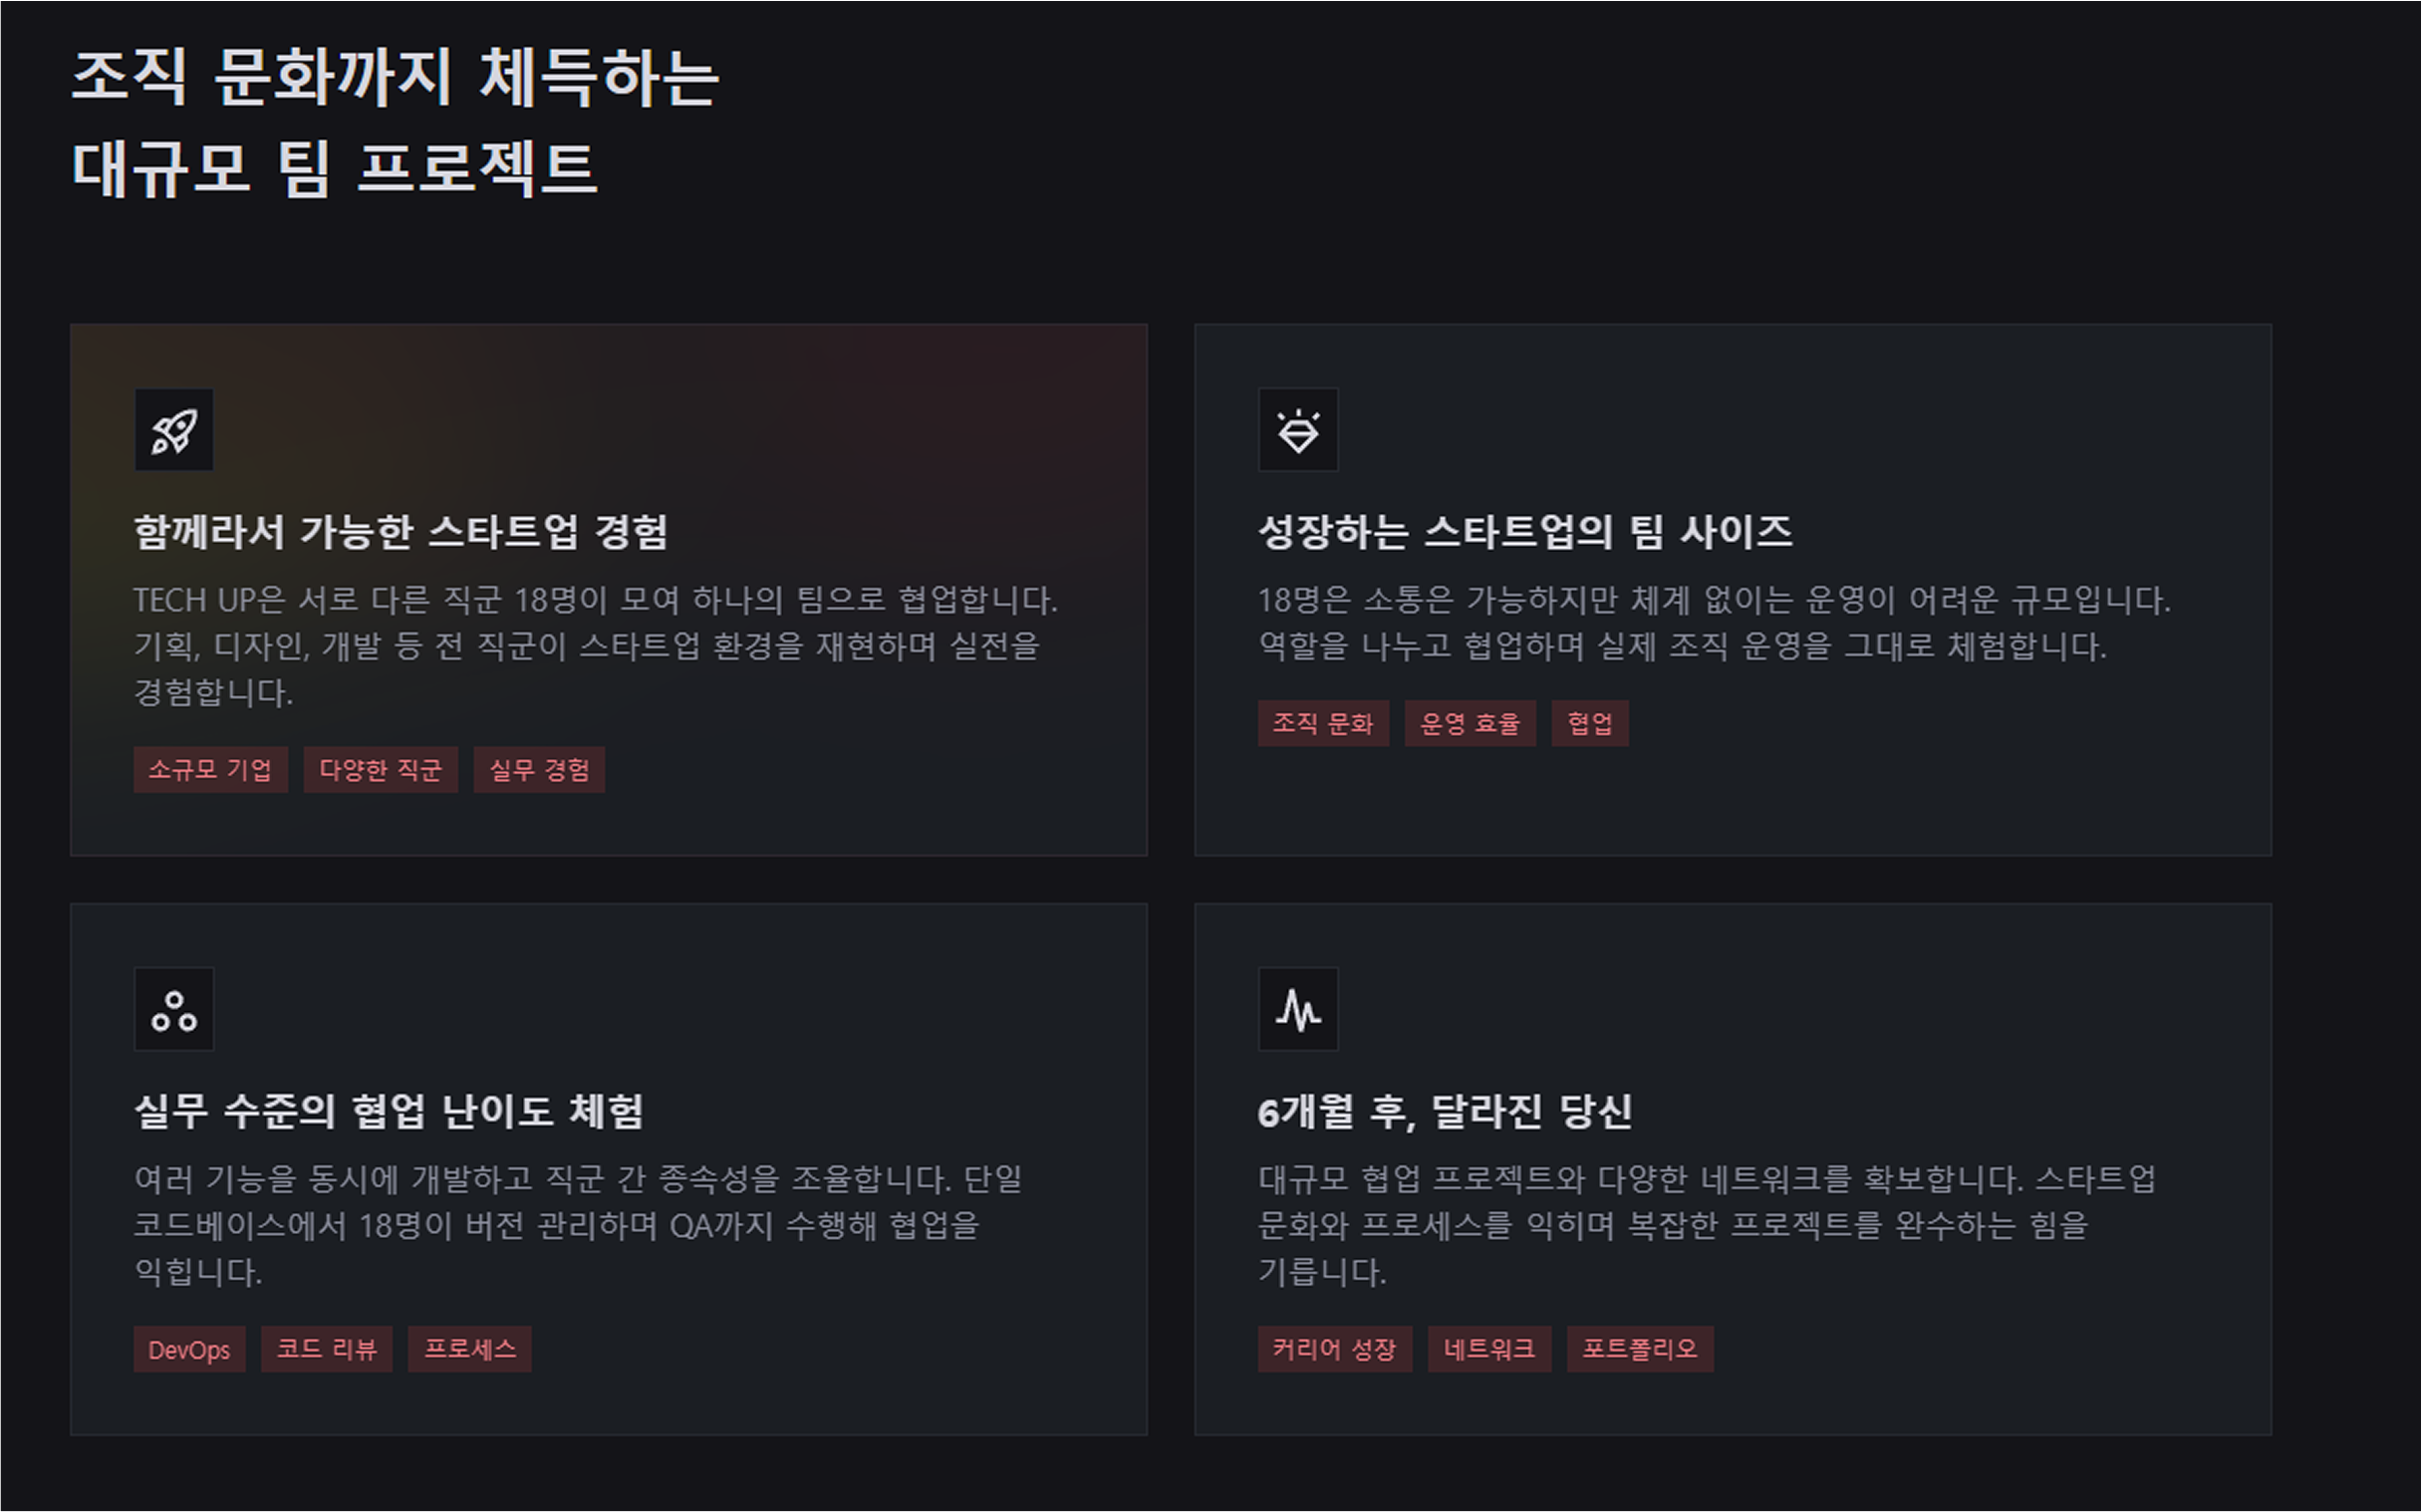 조직 문화까지 체득하는
대규모 팀 프로젝트
함께라서 가능한 스타트업 경험
TECH UP은 서로 다른 직군 18명이 모여 하나의 팀으로 협업합니다.
기획, 디자인, 개발 등 전 직군이 스타트업 환경을 재현하며 실전을
경험합니다.
소규모 기업 다양한 직군 실무 경험
성장하는 스타트업의 팀 사이즈
18명은 소통은 가능하지만 체계 없이는 운영이 어려운 규모입니다.
역할을 나누고 협업하며 실제 조직 운영을 그대로 체험합니다.
조직 문화 운영 효율 협업
실무 수준의 협업 난이도 체험
여러 기능을 동시에 개발하고 직군 간 종속성을 조율합니다. 단일
코드베이스에서 18명이 버전 관리하며 QA까지 수행해 협업을
익힙니다.
DevOps 코드 리뷰 프로세스
6개월 후, 달라진 당신
대규모 협업 프로젝트와 다양한 네트워크를 확보합니다. 스타트업
문화와 프로세스를 익히며 복잡한 프로젝트를 완수하는 힘을
기릅니다.
커리어 성장 네트워크 포트폴리오